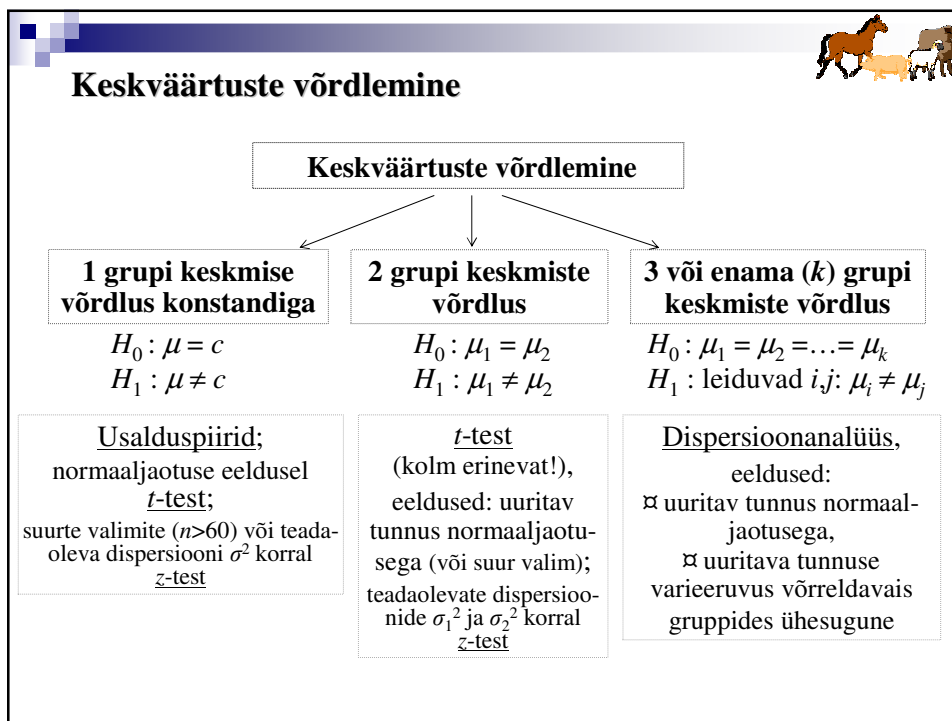 Keskväärtuste võrdlemine
Keskväärtuste võrdlemine
1 grupi keskmise
võrdlus konstandiga
H₀ : μ = c
H₁ : μ ≠ c
Usalduspiirid;
normaaljaotuse eeldusel
t-test;
suurte valimite (n>60) või teada-
oleva dispersiooni σ² korral
z-test
2 grupi keskmiste
võrdlus
H₀ : μ₁ = μ₂
H₁ : μ₁ ≠ μ₂
t-test
(kolm erinevat!),
eeldused: uuritav
tunnus normaaljaotu-
sega (või suur valim);
teadaolevate dispersioo-
nide σ₁² ja σ₂² korral
z-test
3 või enama (k) grupi
keskmiste võrdlus
H₀ : μ₁ = μ₂ =…= μₖ
H₁ : leiduvad i,j: μᵢ ≠ μⱼ
Dispersioonanalüüs,
eeldused:
¤ uuritav tunnus normaal-
jaotusega,
¤ uuritava tunnuse
varieeruvus võrreldavais
gruppides ühesugune